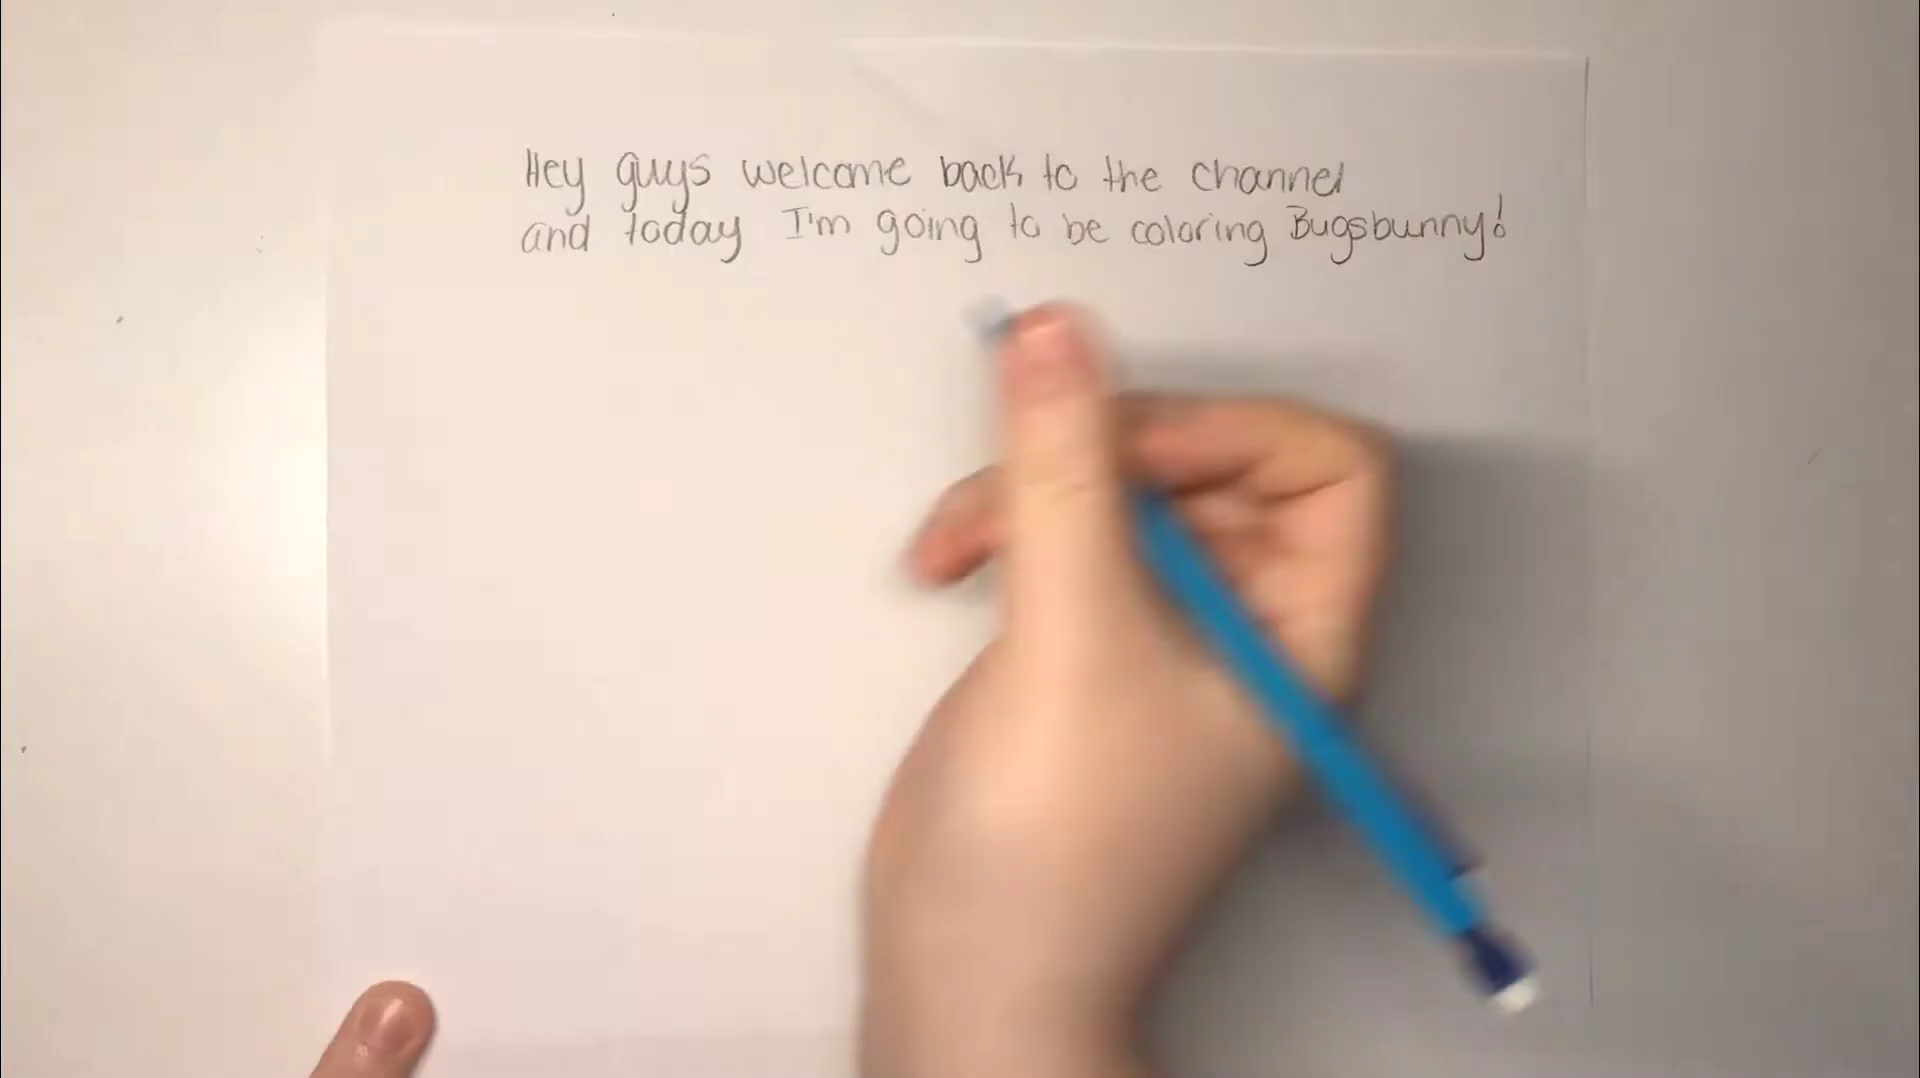 Hey guys welcome back to the channel
and today I'm going to be coloring Bugsbunny!